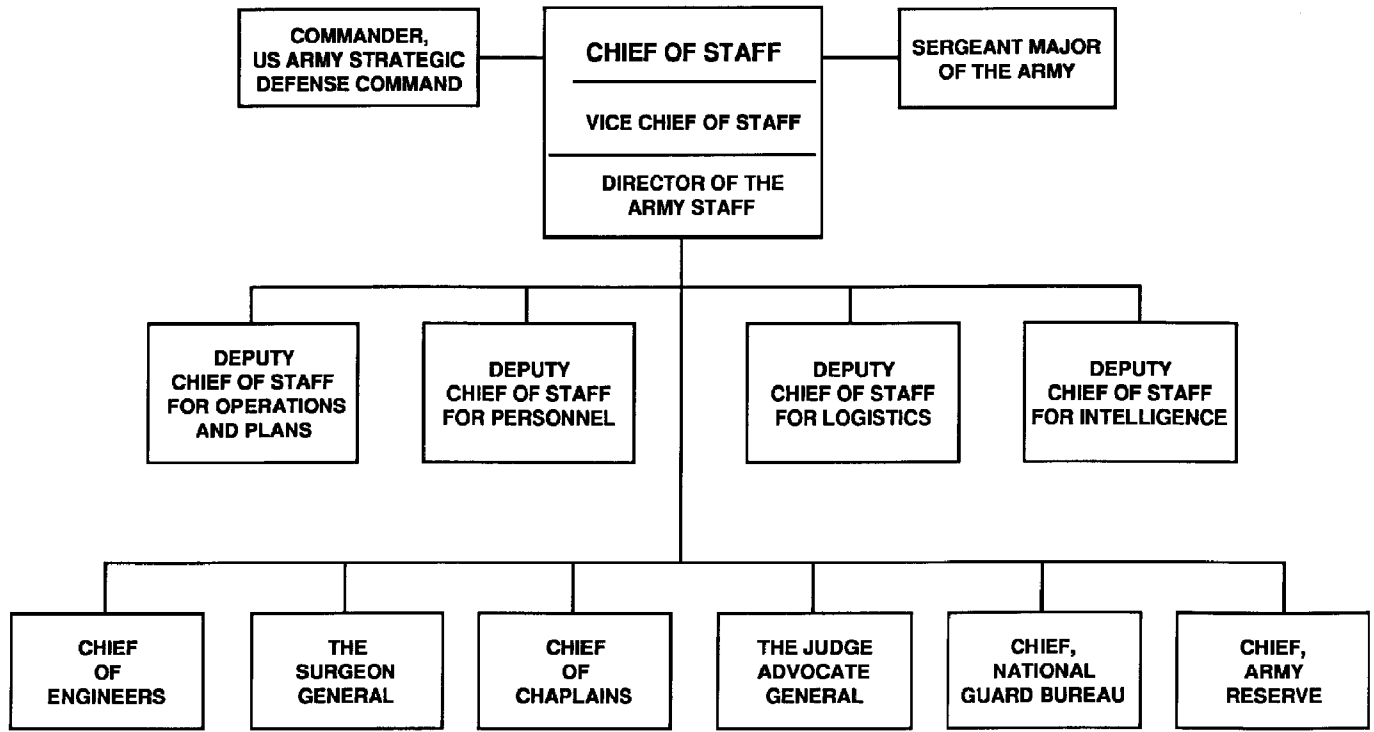 COMMANDER,
US ARMY STRATEGIC
DEFENSE COMMAND
CHIEF OF STAFF
VICE CHIEF OF STAFF
DIRECTOR OF THE
ARMY STAFF
SERGEANT MAJOR
OF THE ARMY
DEPUTY
CHIEF OF STAFF
FOR OPERATIONS
AND PLANS
DEPUTY
CHIEF OF STAFF
FOR PERSONNEL
DEPUTY
CHIEF OF STAFF
FOR LOGISTICS
DEPUTY
CHIEF OF STAFF
FOR INTELLIGENCE
CHIEF
OF
ENGINEERS
THE
SURGEON
GENERAL
CHIEF
OF
CHAPLAINS
THE JUDGE
ADVOCATE
GENERAL
CHIEF,
NATIONAL
GUARD BUREAU
CHIEF,
ARMY
RESERVE